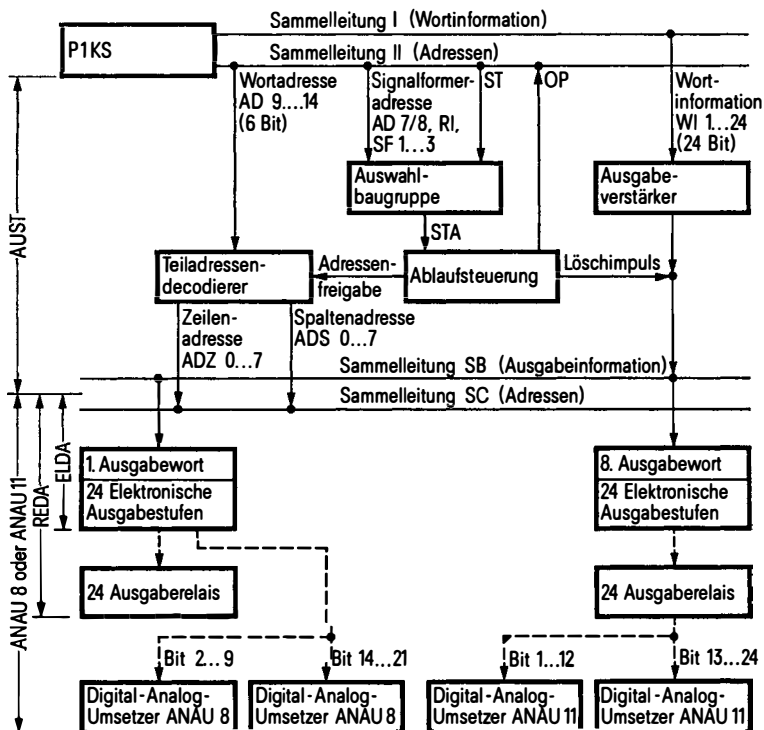 Sammelleitung I (Wortinformation)
P1KS
Sammelleitung II (Adressen)
Wortadresse
AD 9...14
(6 Bit)
Signalformer-
adresse
AD 7/8, RI,
SF 1...3
ST
OP
Wort-
information
WI 1...24
(24 Bit)
Auswahl-
baugruppe
Ausgabe-
verstärker
AUST
STA
Teiladressen-
decodierer
Adressen-
freigabe
Ablaufsteuerung
Löschimpuls
Zeilen-
adresse
ADZ 0...7
Spaltenadresse
ADS 0...7
Sammelleitung SB (Ausgabeinformation)
Sammelleitung SC (Adressen)
ANAU 8 oder ANAU 11
REDA
ELDA
1. Ausgabewort
24 Elektronische
Ausgabestufen
8. Ausgabewort
24 Elektronische
Ausgabestufen
24 Ausgaberelais
24 Ausgaberelais
Bit 2...9
Bit 14...21
Bit 1...12
Bit 13...24
Digital-Analog-
Umsetzer ANAU 8
Digital-Analog-
Umsetzer ANAU 8
Digital-Analog-
Umsetzer ANAU 11
Digital-Analog-
Umsetzer ANAU 11